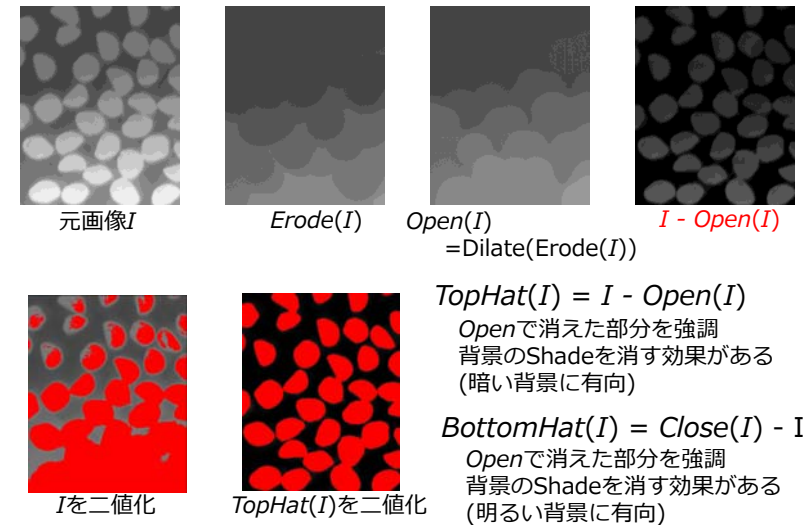 元画像I
Erode(I)
Open(I)
=Dilate(Erode(I))
I - Open(I)
TopHat(I) = I - Open(I)
Openで消えた部分を強調
背景のShadeを消す効果がある
(暗い背景に有向)
BottomHat(I) = Close(I) - I
Openで消えた部分を強調
背景のShadeを消す効果がある
(明るい背景に有向)
Iを二値化
TopHat(I)を二値化